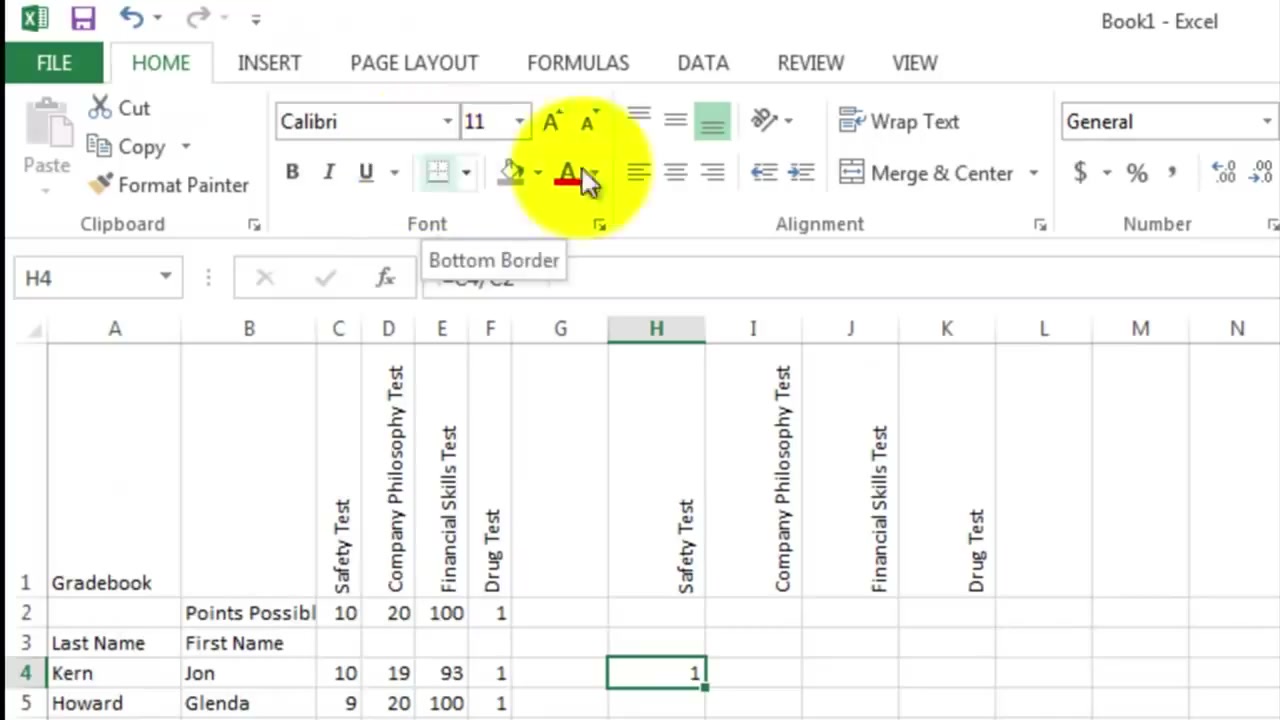 Book1 - Excel
FILE HOME INSERT PAGE LAYOUT FORMULAS DATA REVIEW VIEW
Cut
Copy
Paste
Format Painter
Clipboard
Calibri 11
B I U
Font
Wrap Text
Merge & Center
Alignment
General
$ % ,
Number
Bottom Border
H4
fx
=C4/C2
A B C D E F G H I J K L M N
1 Gradebook Safety Test Company Philosophy Test Financial Skills Test Drug Test Safety Test Company Philosophy Test Financial Skills Test Drug Test
2 Points Possibl 10 20 100 1
3 Last Name First Name
4 Kern Jon 10 19 93 1 1
5 Howard Glenda 9 20 100 1